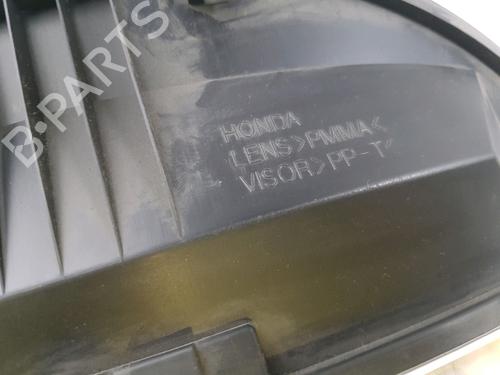 B-PARTS
HONDA
LENS>PMMA<
VISOR>PP-T<